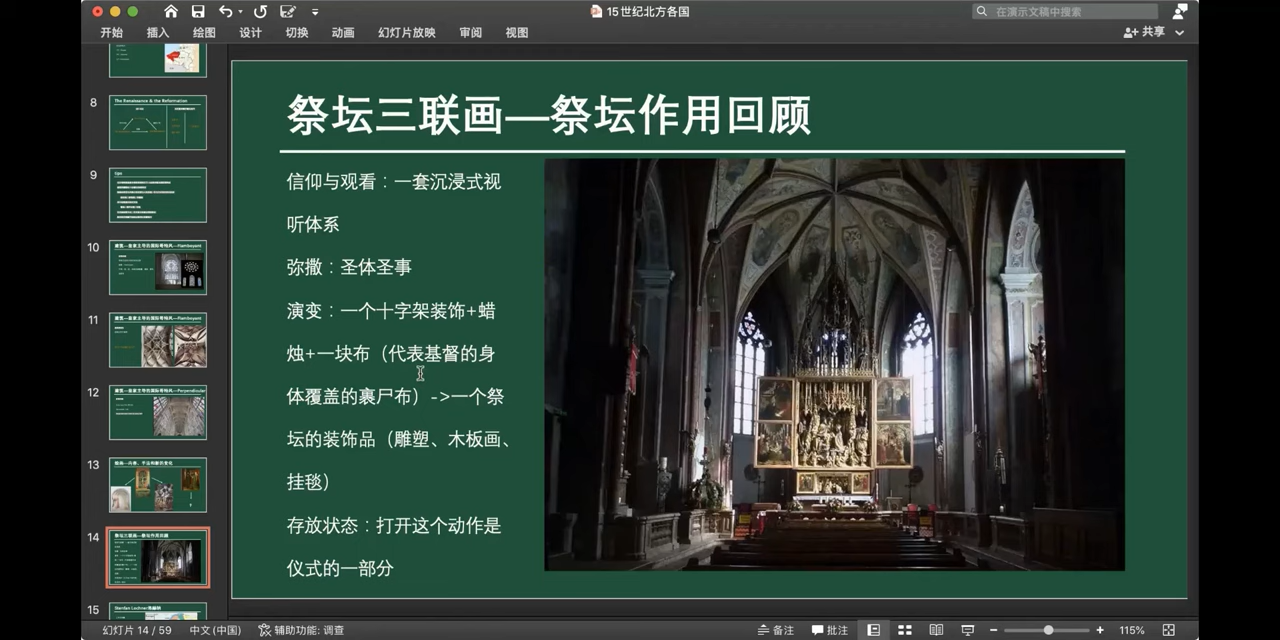 15世纪北方各国
在演示文稿中搜索
开始 插入 绘图 设计 切换 动画 幻灯片放映 审阅 视图
共享
8
The Renaissance & the Reformation
9
tips
10
11
12
13
14
祭坛三联画—祭坛作用回顾
15
祭坛三联画—祭坛作用回顾
信仰与观看：一套沉浸式视
听体系
弥撒：圣体圣事
演变：一个十字架装饰+蜡
烛+一块布（代表基督的身
体覆盖的裹尸布）->一个祭
坛的装饰品（雕塑、木板画、
挂毯）
存放状态：打开这个动作是
仪式的一部分
幻灯片 14 / 59 中文(中国) 辅助功能: 调查
备注 批注 115%